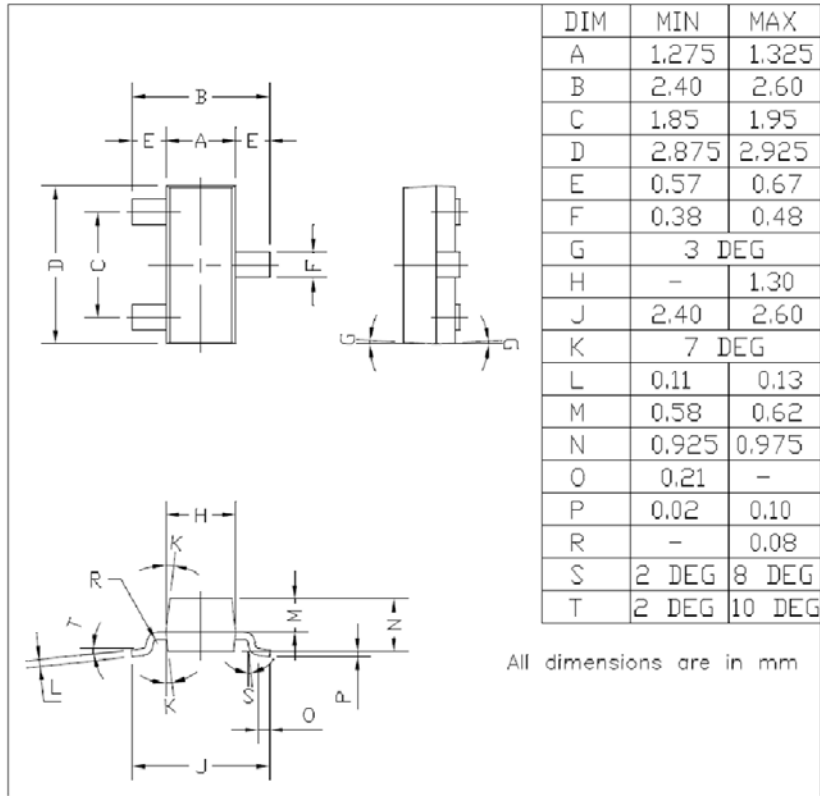 DIM MIN MAX
A 1.275 1.325
B 2.40 2.60
C 1.85 1.95
D 2.875 2.925
E 0.57 0.67
F 0.38 0.48
G 3 DEG
H - 1.30
J 2.40 2.60
K 7 DEG
L 0.11 0.13
M 0.58 0.62
N 0.925 0.975
O 0.21 -
P 0.02 0.10
R - 0.08
S 2 DEG 8 DEG
T 2 DEG 10 DEG
All dimensions are in mm
B
E A E
D
C
F
G
G
H
K
R
T
M
N
L
K
S
P
O
J